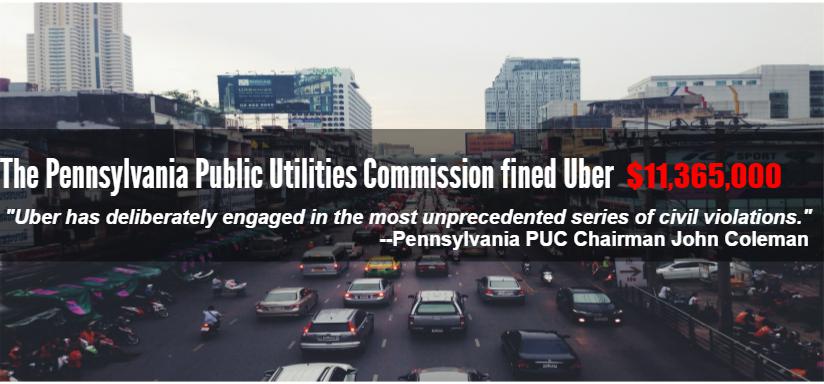 The Pennsylvania Public Utilities Commission fined Uber $11,365,000
"Uber has deliberately engaged in the most unprecedented series of civil violations."
--Pennsylvania PUC Chairman John Coleman
SPORT